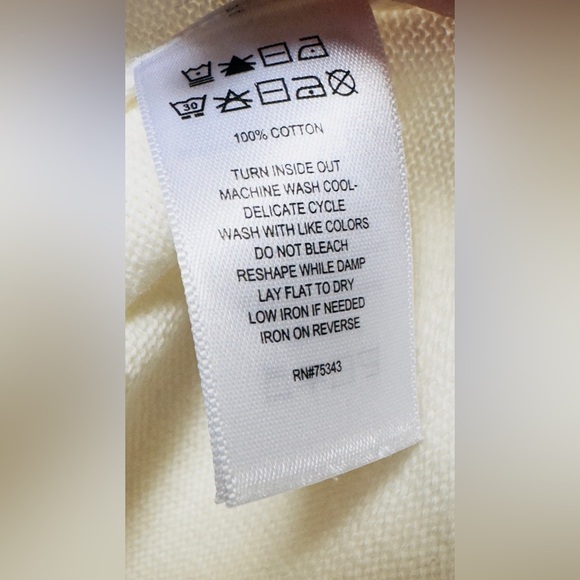 30
100% COTTON
TURN INSIDE OUT
MACHINE WASH COOL-
DELICATE CYCLE
WASH WITH LIKE COLORS
DO NOT BLEACH
RESHAPE WHILE DAMP
LAY FLAT TO DRY
LOW IRON IF NEEDED
IRON ON REVERSE
RN#75343